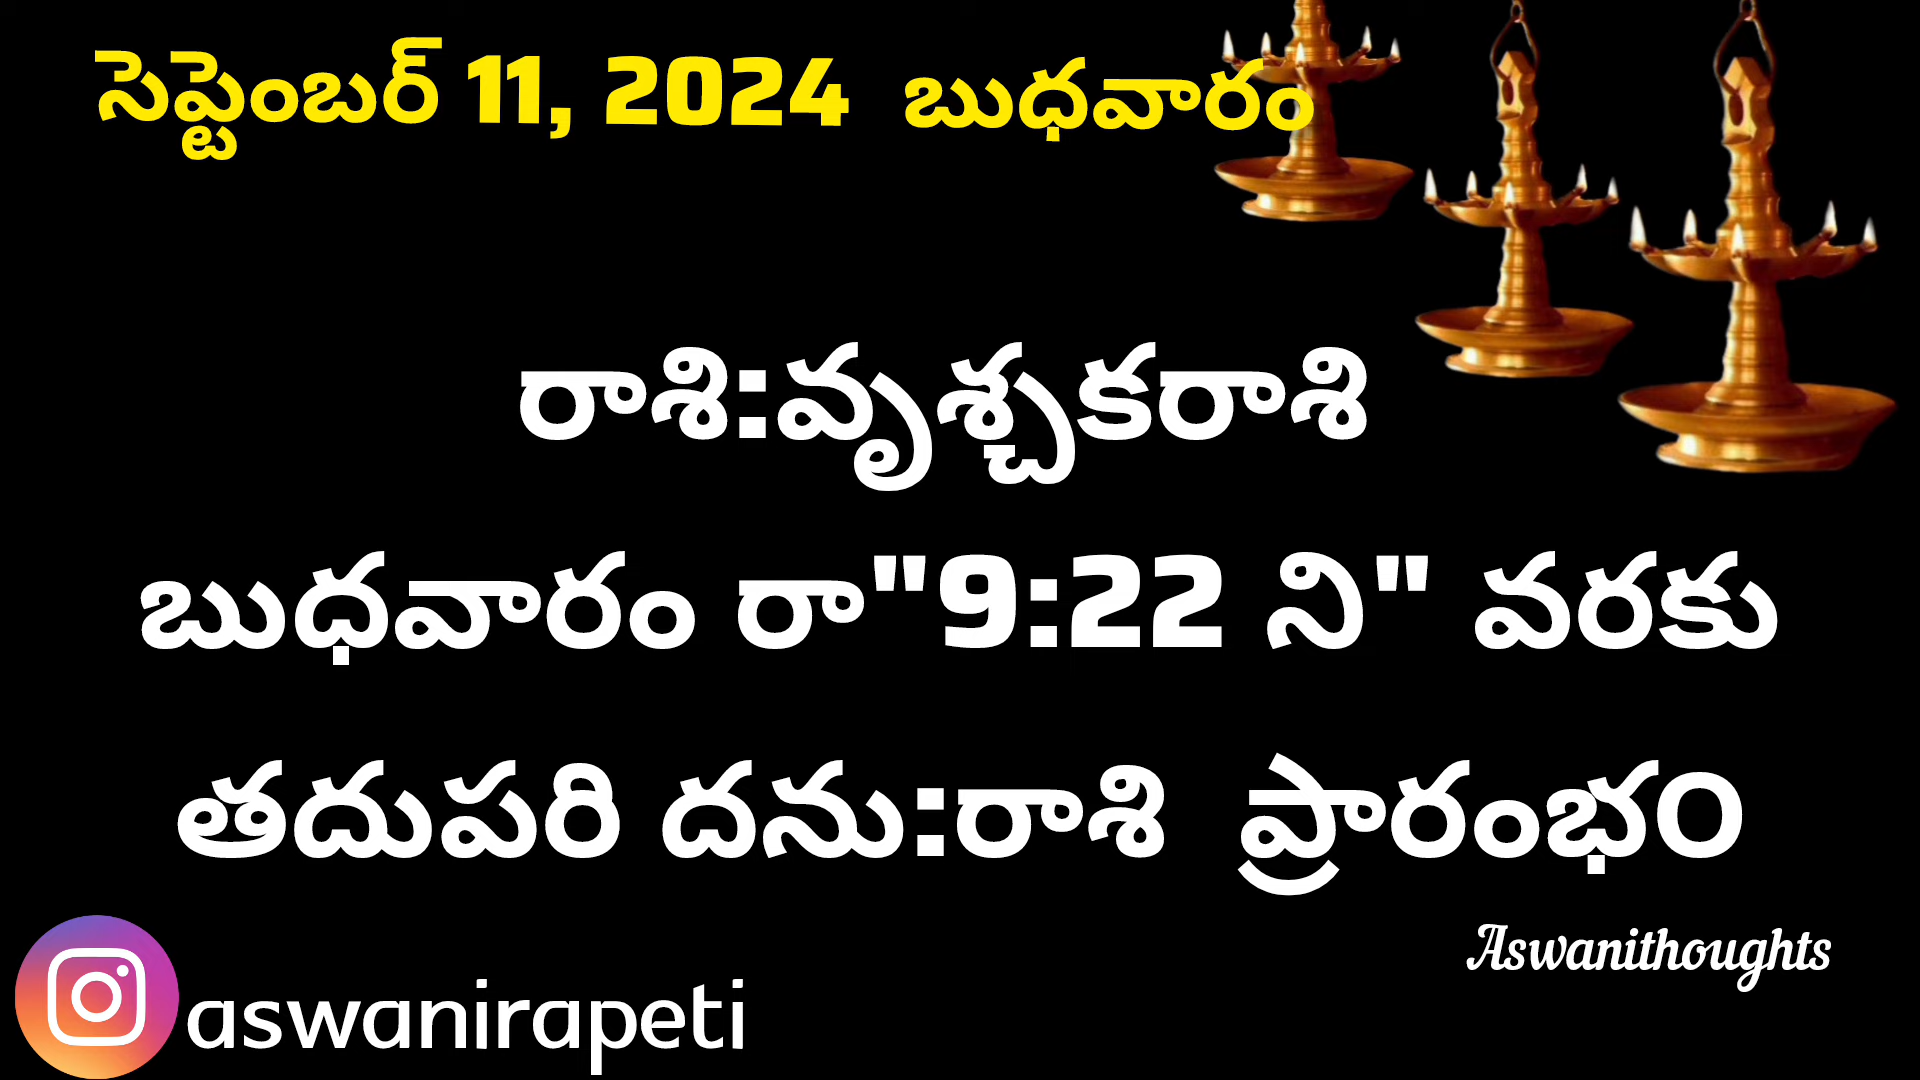 సెప్టెంబర్ 11, 2024 బుధవారం
రాశి:వృశ్చకరాశి
బుధవారం రా"9:22 ని" వరకు
తదుపరి దను:రాశి ప్రారంభం
Aswanithoughts
aswanirapeti